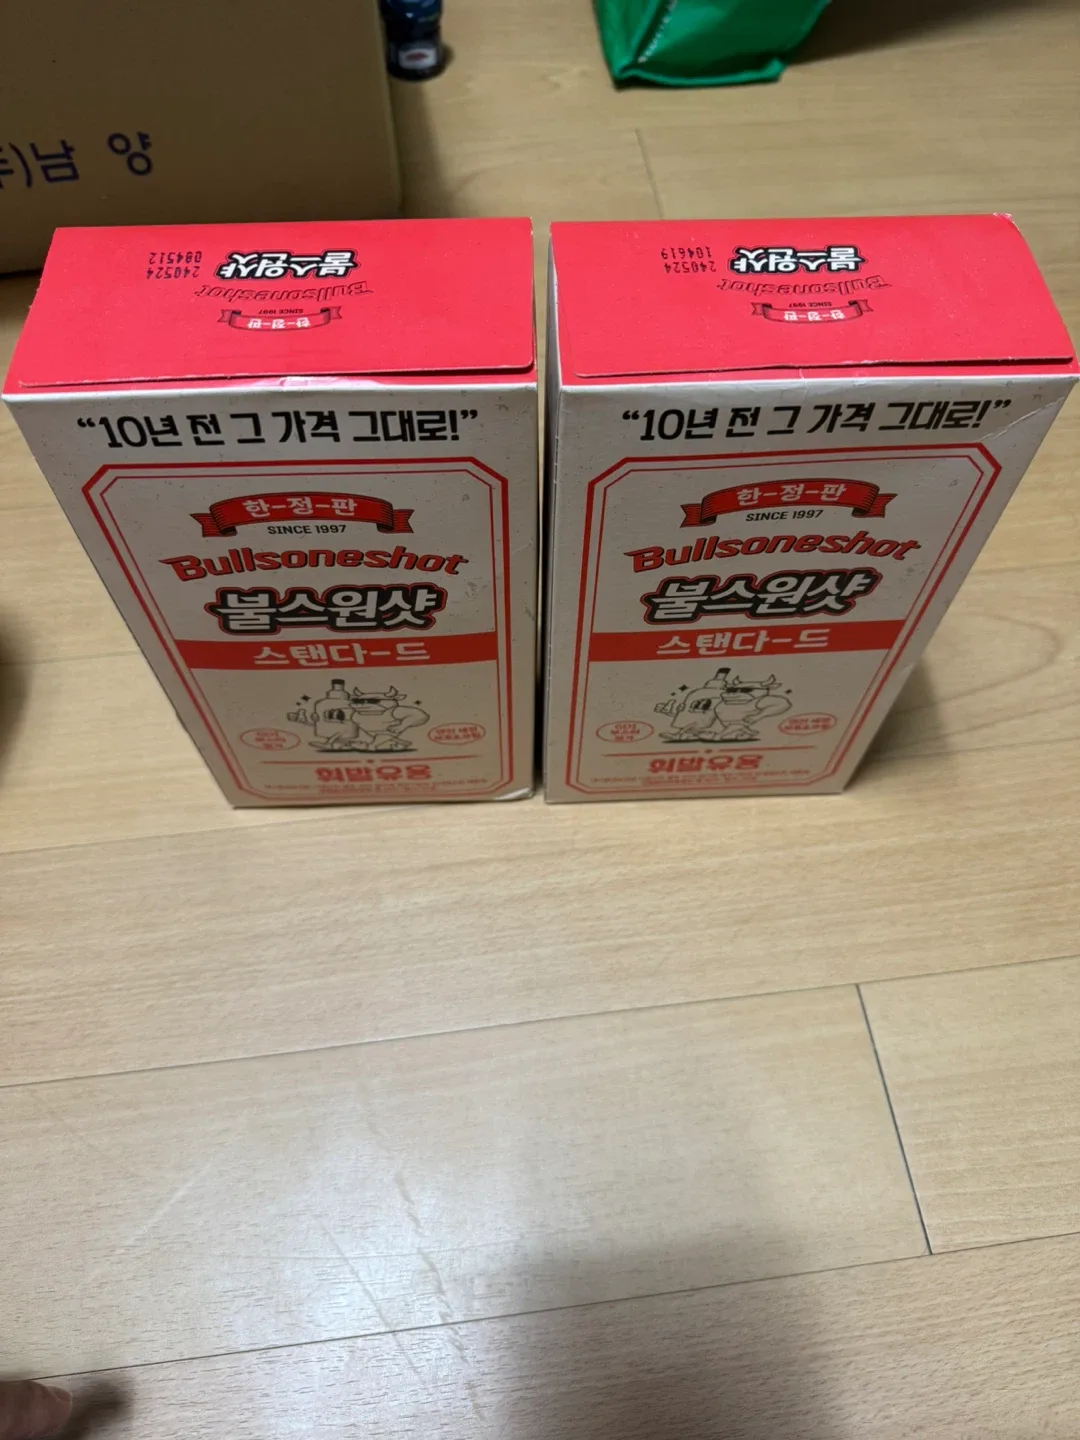 남 양
불스원샷
240524
084512
Bullsoneshot
SINCE 1997
한-정-판
“10년 전 그 가격 그대로!”
한-정-판
SINCE 1997
Bullsoneshot
불스원샷
스탠다-드
휘발유용
불스원샷
240524
104619
Bullsoneshot
SINCE 1997
한-정-판
“10년 전 그 가격 그대로!”
한-정-판
SINCE 1997
Bullsoneshot
불스원샷
스탠다-드
휘발유용